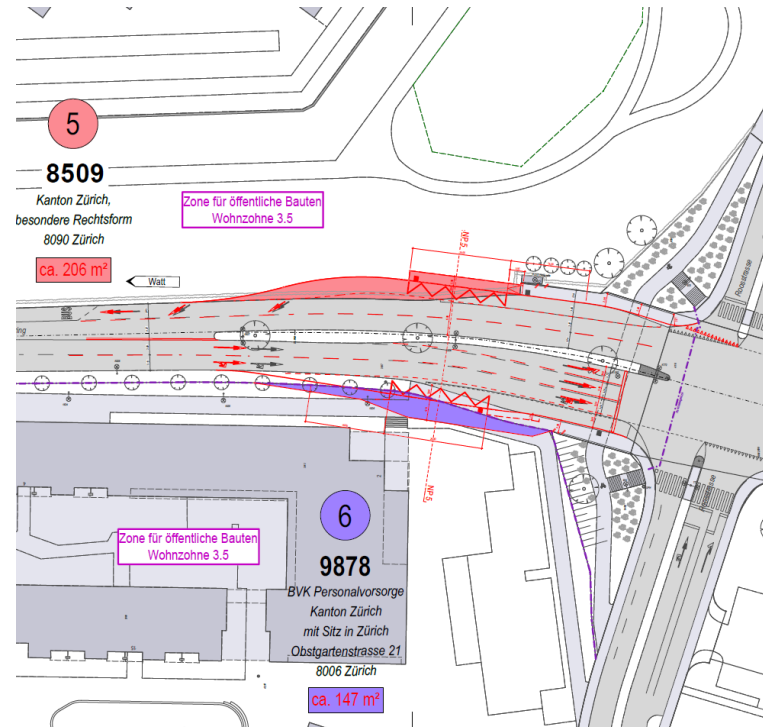 5
8509
Kanton Zürich,
besondere Rechtsform
8090 Zürich
ca. 206 m²
Zone für öffentliche Bauten
Wohnzohne 3.5
Watt
NP5
Zone für öffentliche Bauten
Wohnzohne 3.5
6
9878
BVK Personalvorsorge
Kanton Zürich
mit Sitz in Zürich
Obstgartenstrasse 21
8006 Zürich
ca. 147 m²
NP5